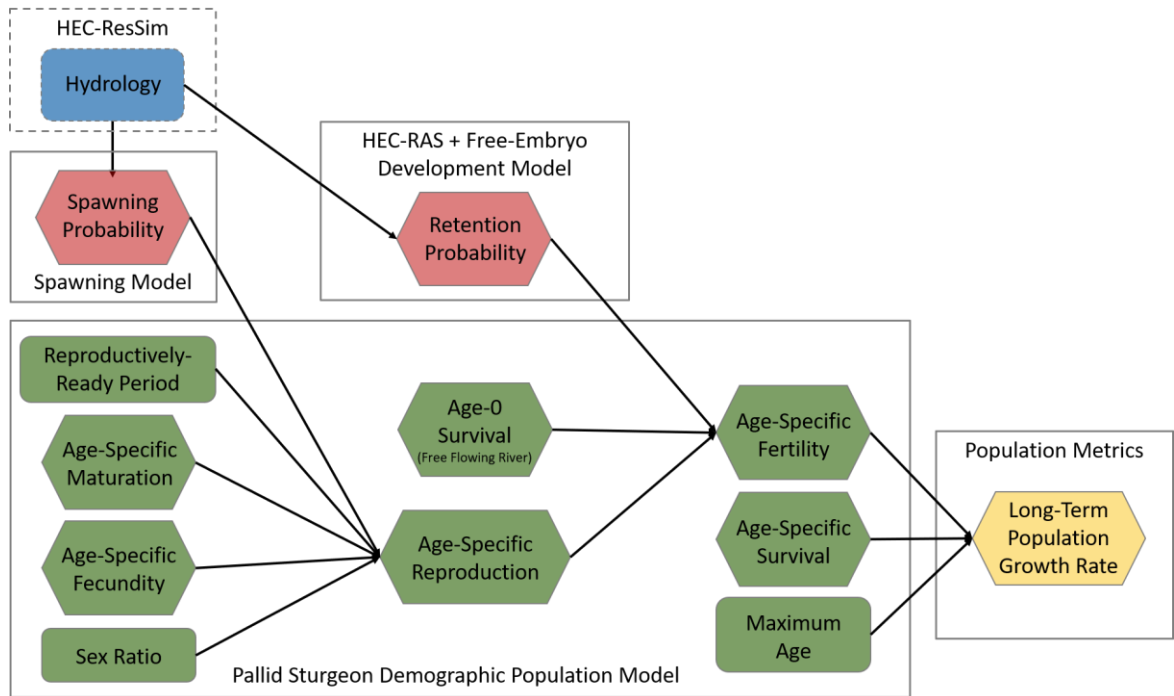 HEC-ResSim
Hydrology
HEC-RAS + Free-Embryo
Development Model
Spawning
Probability
Retention
Probability
Spawning Model
Reproductively-
Ready Period
Age-0
Survival
(Free Flowing River)
Age-Specific
Fertility
Age-Specific
Maturation
Population Metrics
Long-Term
Population
Growth Rate
Age-Specific
Survival
Age-Specific
Fecundity
Age-Specific
Reproduction
Sex Ratio
Maximum
Age
Pallid Sturgeon Demographic Population Model